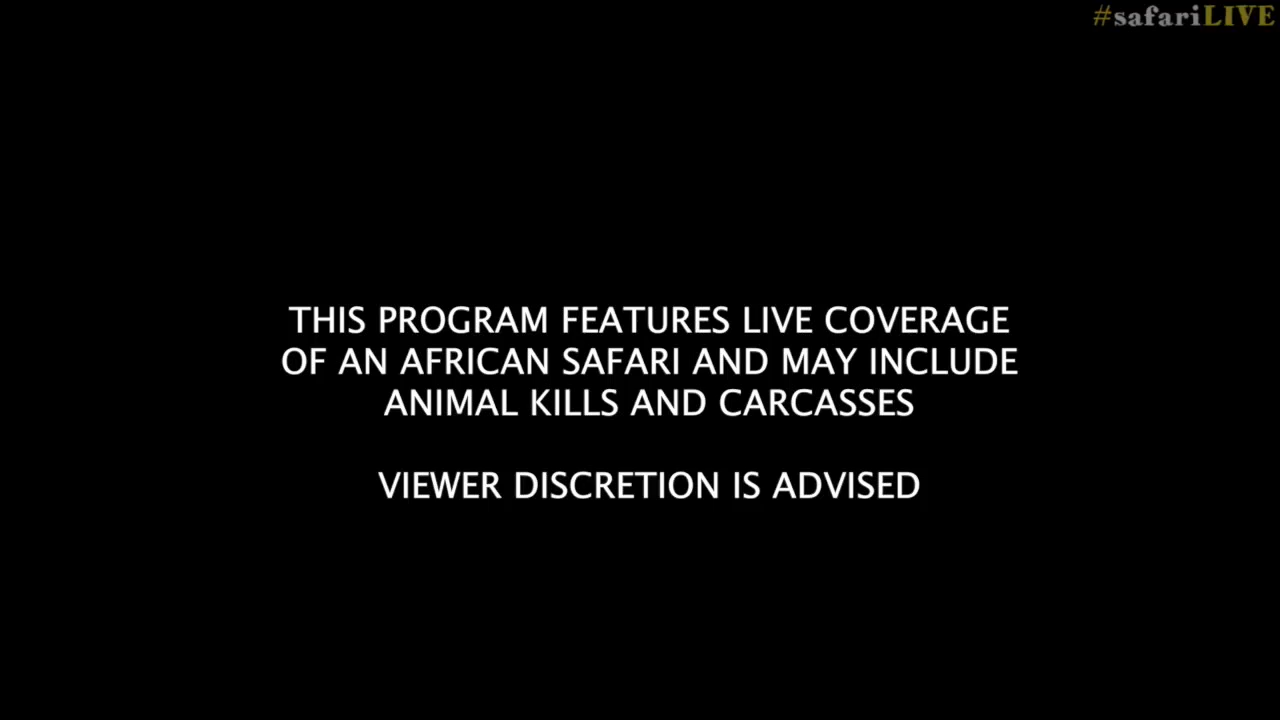 #safariLIVE
THIS PROGRAM FEATURES LIVE COVERAGE
OF AN AFRICAN SAFARI AND MAY INCLUDE
ANIMAL KILLS AND CARCASSES
VIEWER DISCRETION IS ADVISED